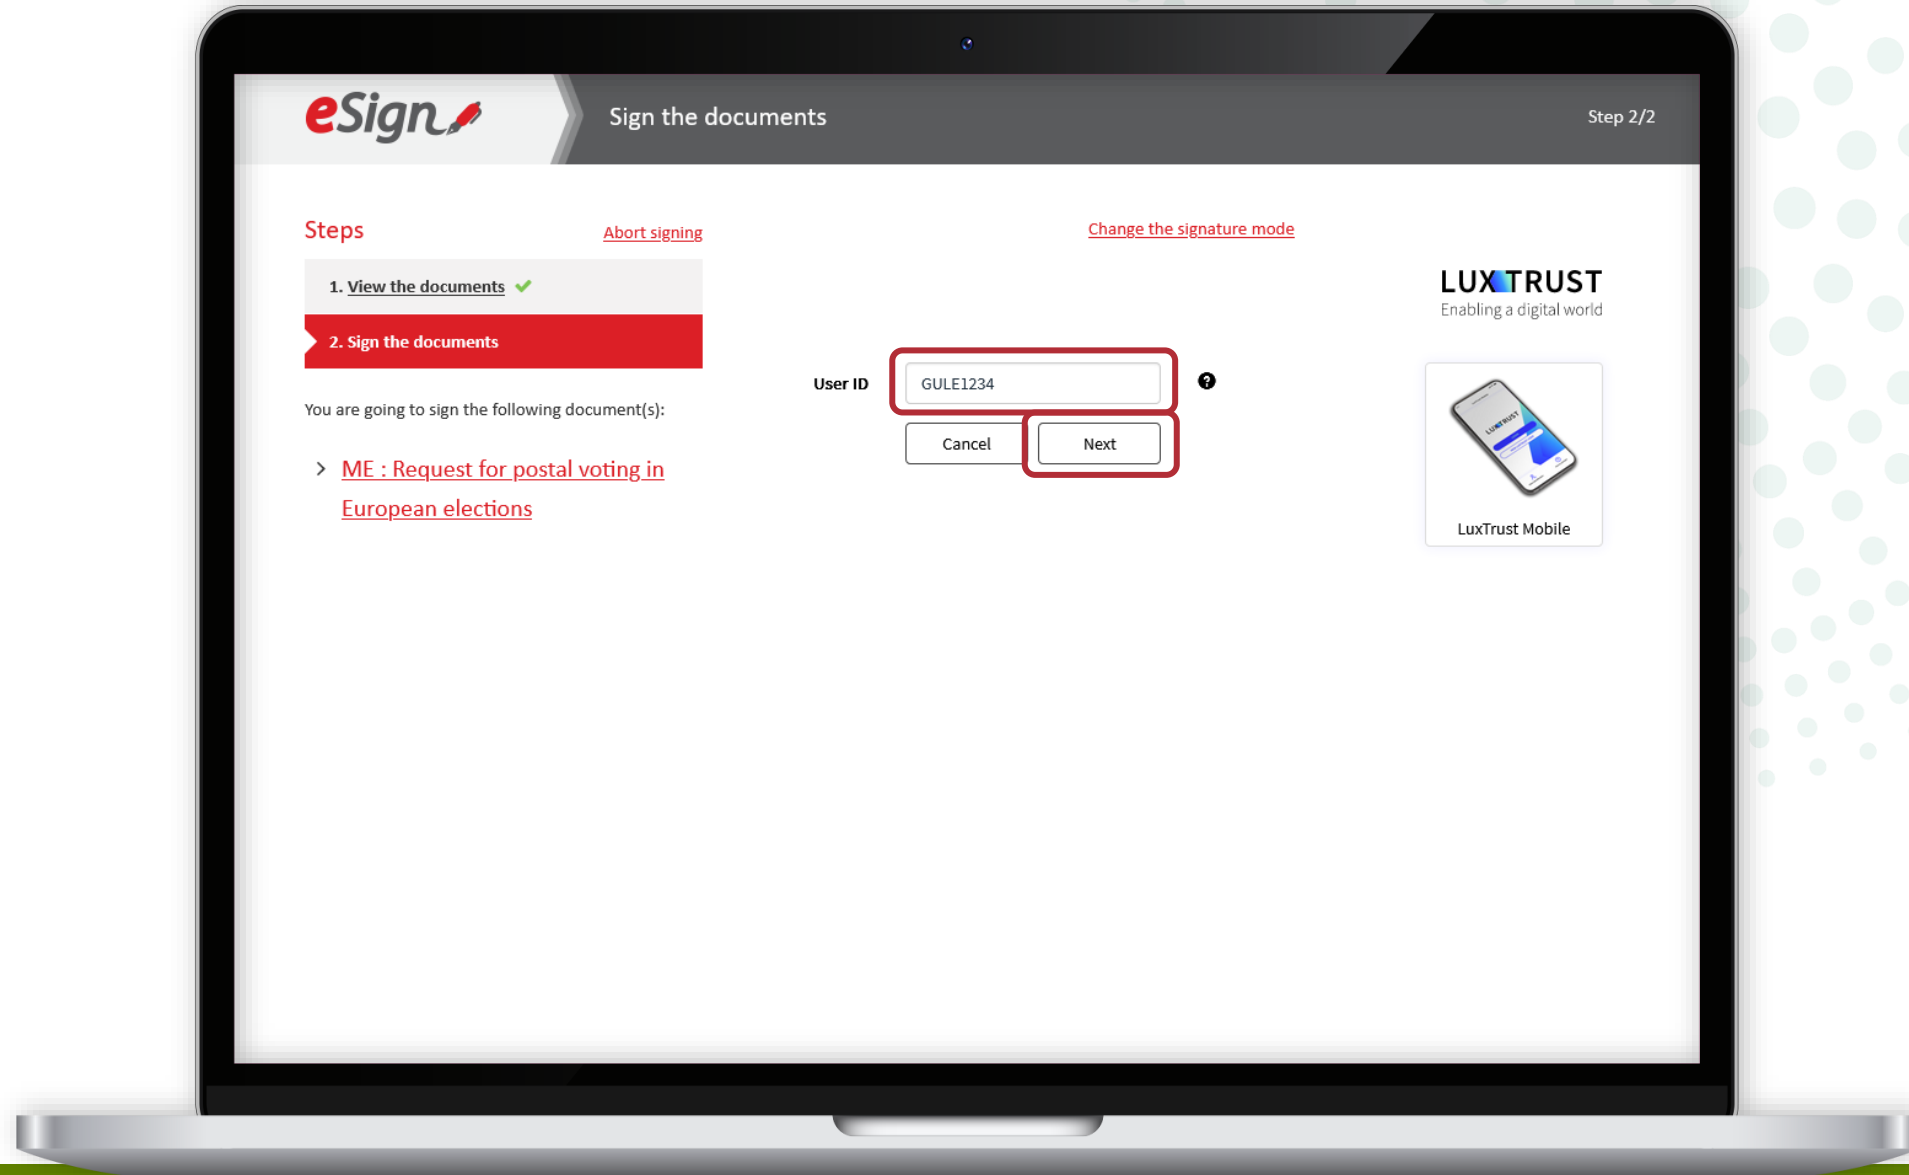 eSign
Sign the documents
Step 2/2
Steps
Abort signing
Change the signature mode
1. View the documents
2. Sign the documents
You are going to sign the following document(s):
ME : Request for postal voting in
European elections
User ID
GULE1234
?
Cancel
Next
LUXTRUST
Enabling a digital world
LUXTRUST
LuxTrust Mobile